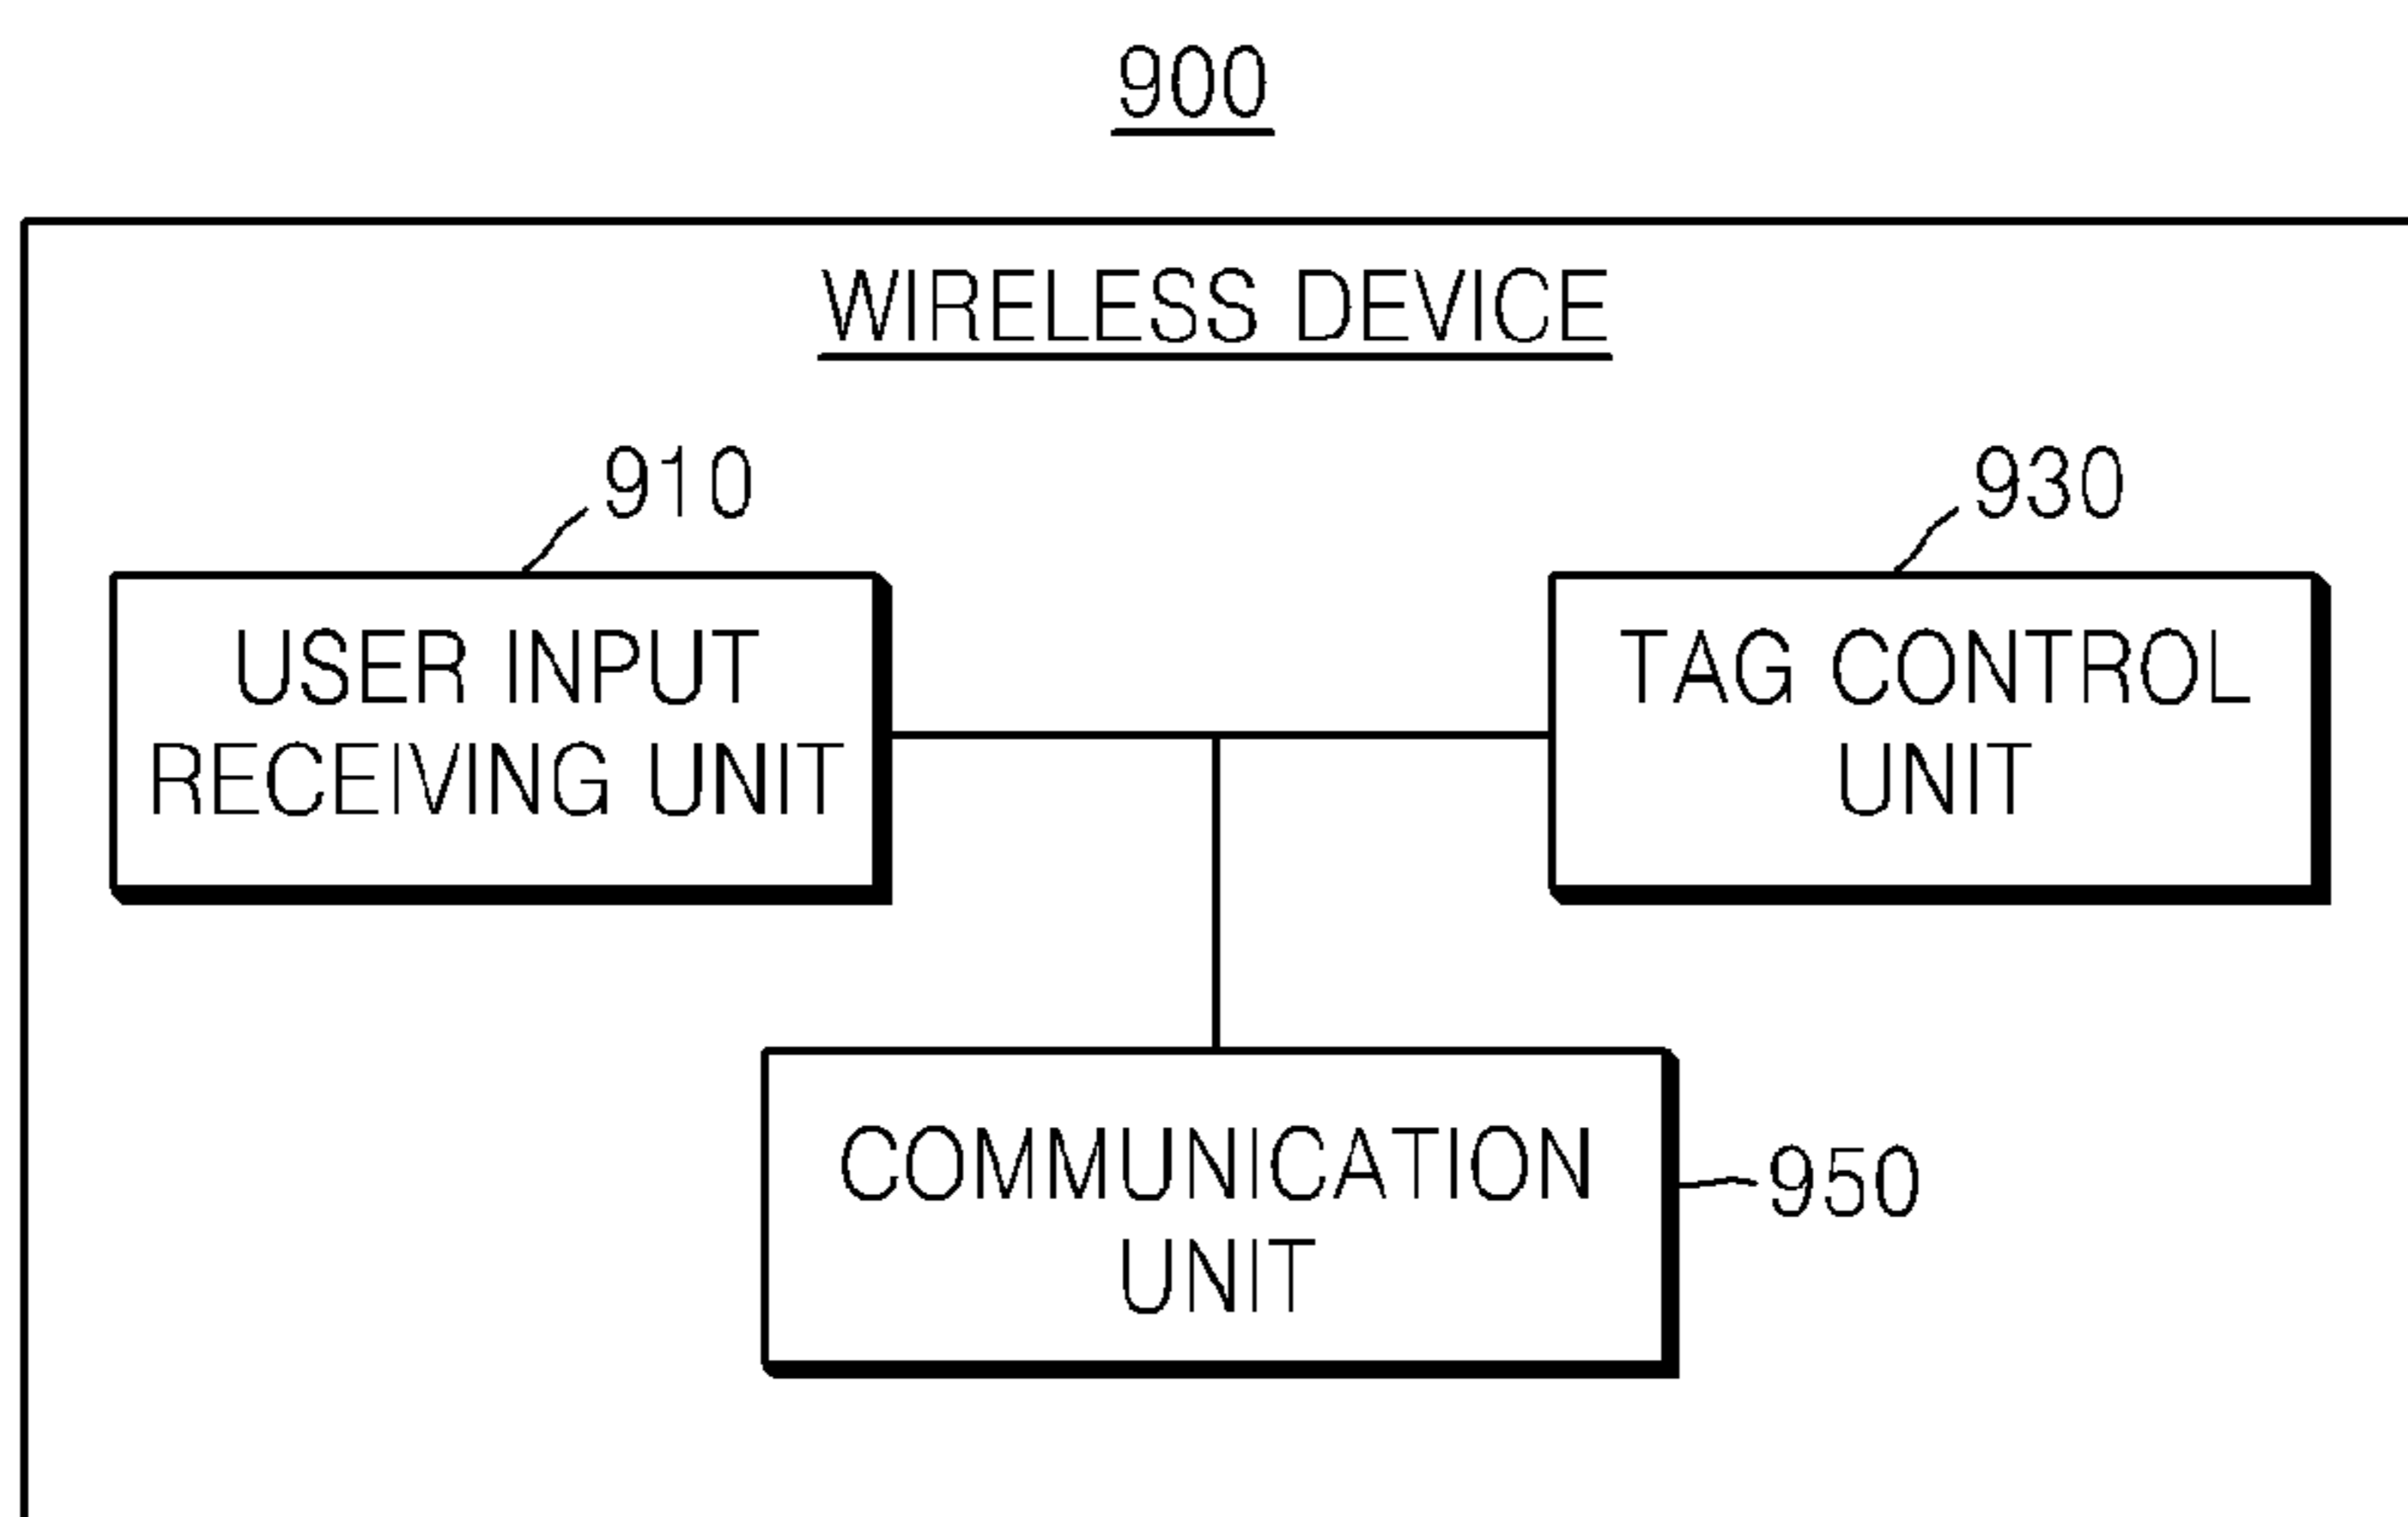 900
WIRELESS DEVICE
910
930
USER INPUT
RECEIVING UNIT
TAG CONTROL
UNIT
COMMUNICATION
UNIT
950